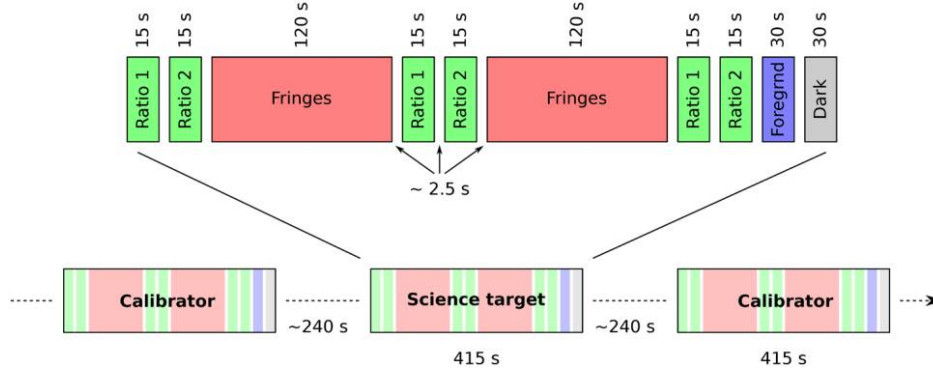 15 s
15 s
120 s
15 s
15 s
120 s
15 s
15 s
30 s
30 s
Ratio 1
Ratio 2
Fringes
Ratio 1
Ratio 2
Fringes
Ratio 1
Ratio 2
Foregrnd
Dark
~ 2.5 s
Calibrator
Science target
Calibrator
~240 s
~240 s
415 s
415 s